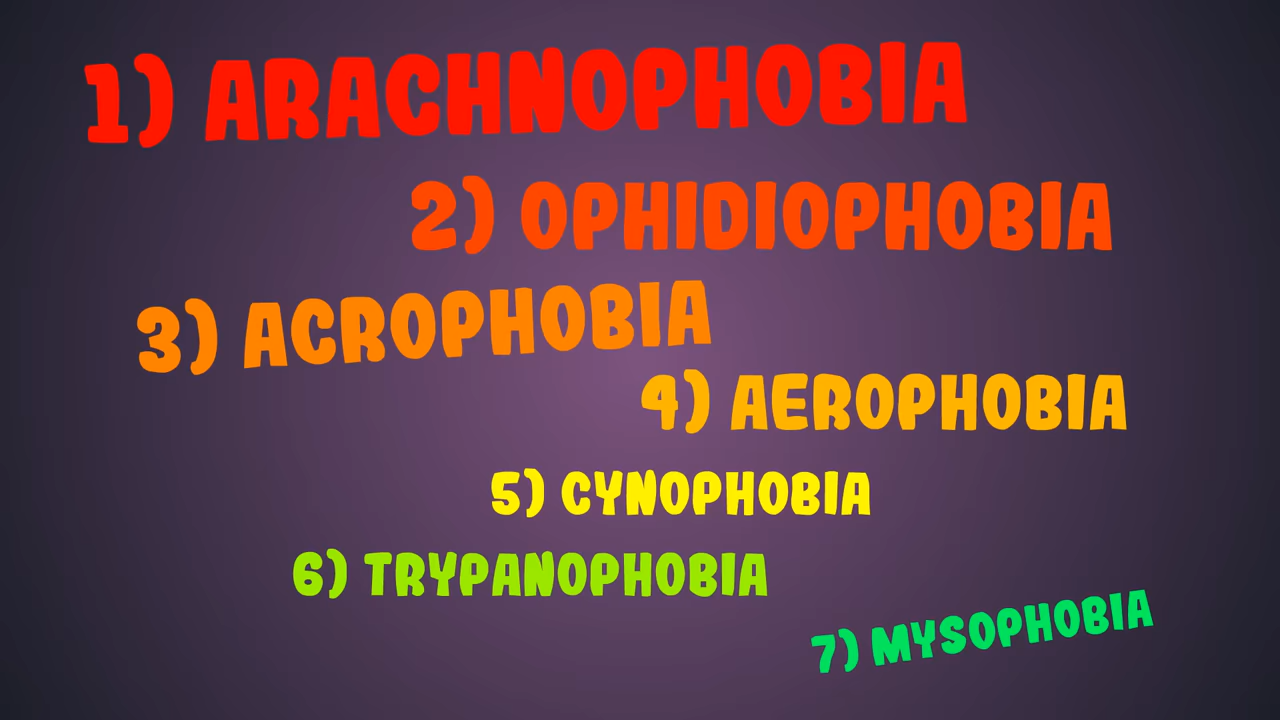 1) ARACHNOPHOBIA
2) OPHIDIOPHOBIA
3) ACROPHOBIA
4) AEROPHOBIA
5) CYNOPHOBIA
6) TRYPANOPHOBIA
7) MYSOPHOBIA